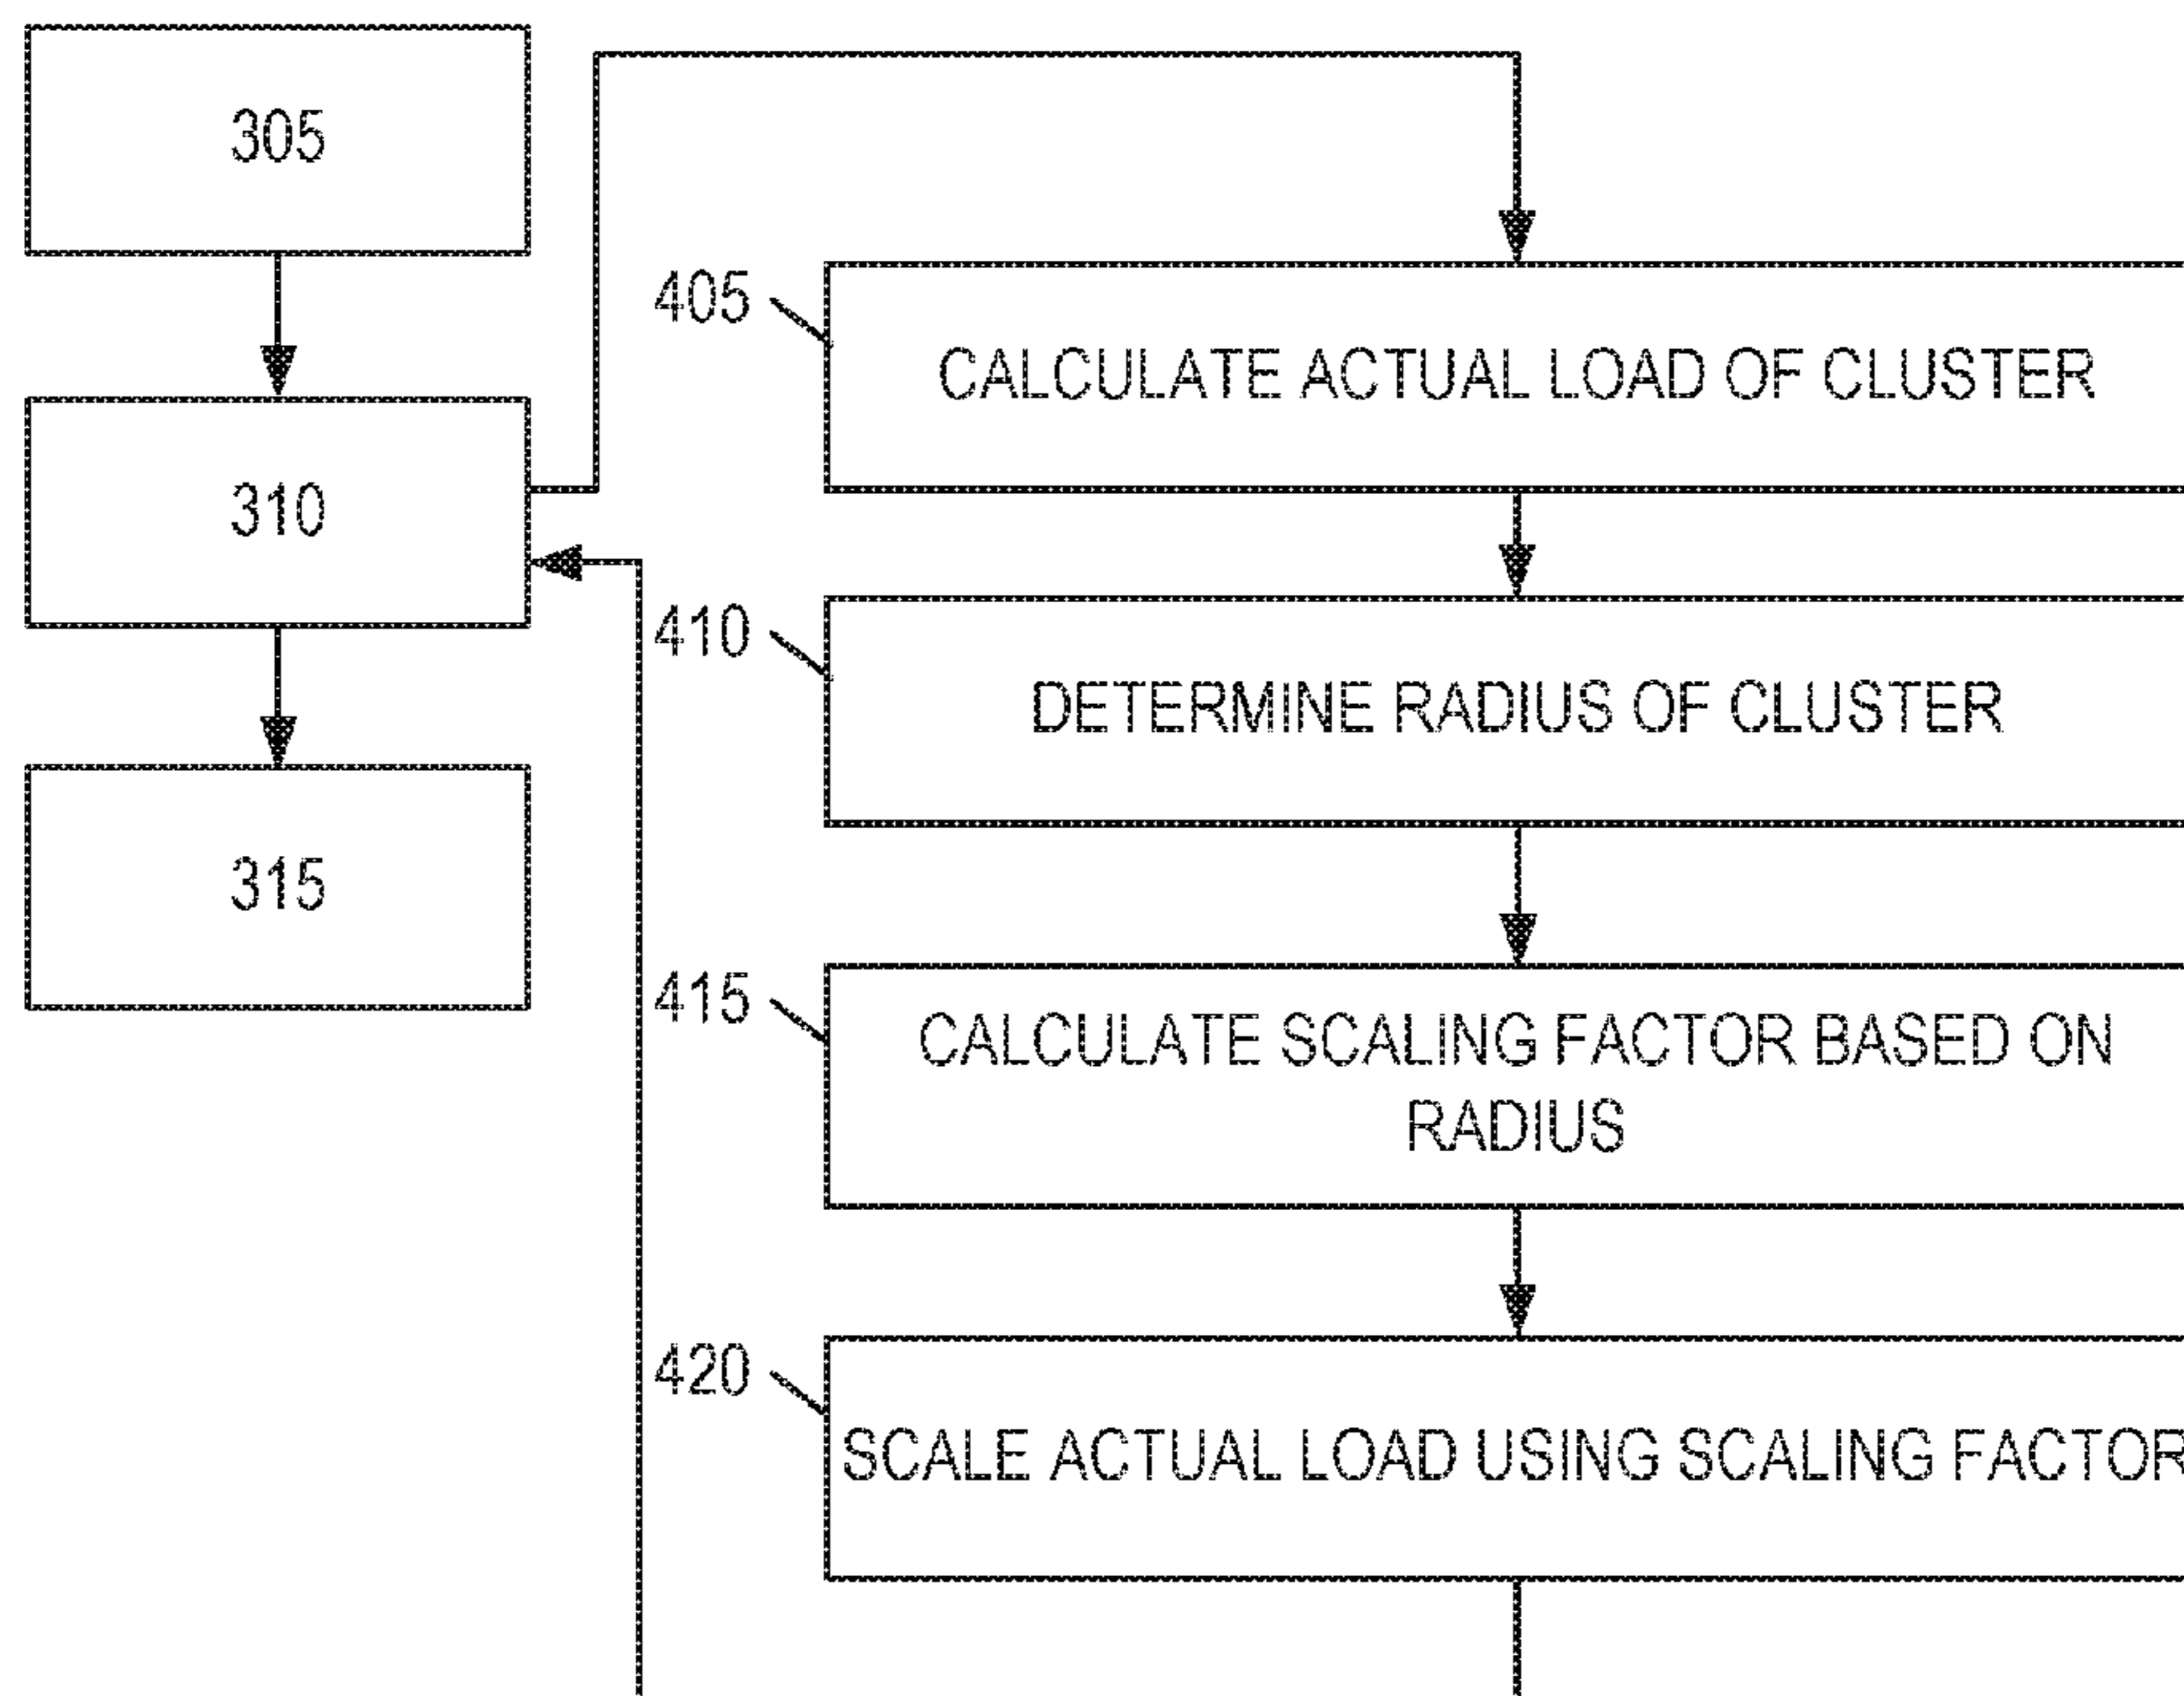 305
310
315
405
CALCULATE ACTUAL LOAD OF CLUSTER
410
DETERMINE RADIUS OF CLUSTER
415
CALCULATE SCALING FACTOR BASED ON
RADIUS
420
SCALE ACTUAL LOAD USING SCALING FACTOR